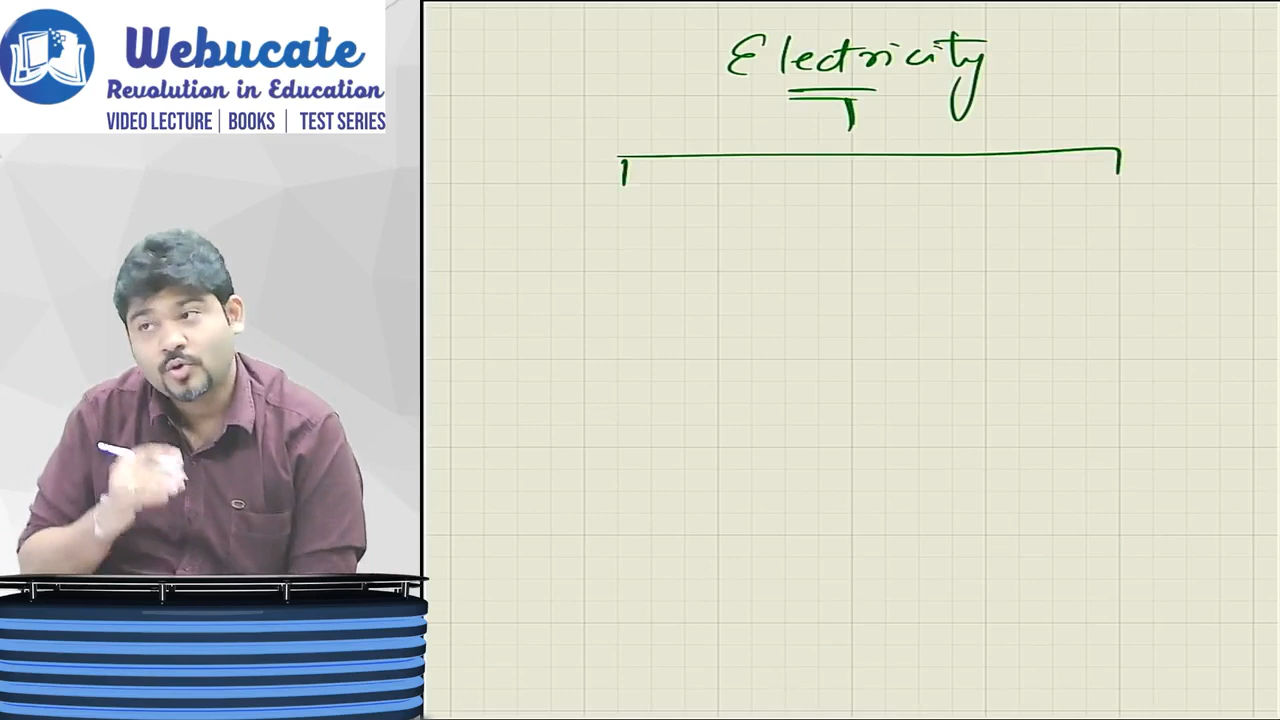 Webucate
Revolution in Education
VIDEO LECTURE | BOOKS | TEST SERIES
Electricity